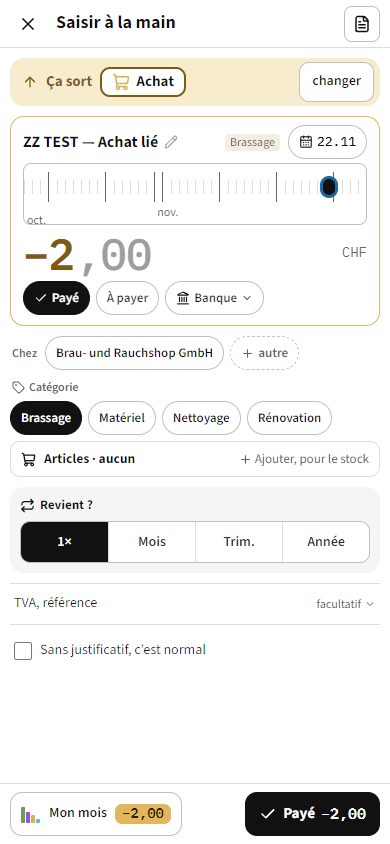 Saisir à la main
Ça sort Achat changer
ZZ TEST — Achat lié Brassage 22.11
nov.
oct.
−2,00 CHF
Payé À payer Banque
Chez Brau- und Rauchshop GmbH + autre
Catégorie
Brassage Matériel Nettoyage Rénovation
Articles · aucun + Ajouter, pour le stock
Revient ?
1× Mois Trim. Année
TVA, référence facultatif
Sans justificatif, c'est normal
Mon mois −2,00 Payé −2,00